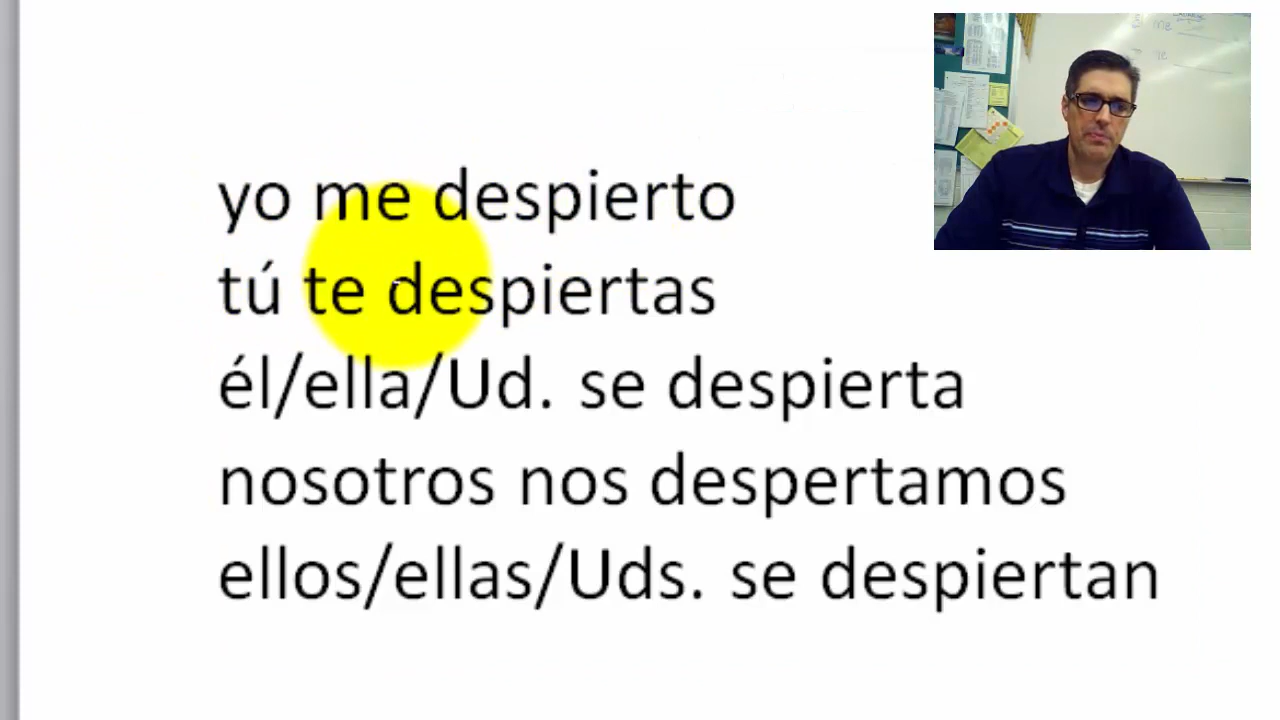 yo me despierto
tú te despiertas
él/ella/Ud. se despierta
nosotros nos despertamos
ellos/ellas/Uds. se despiertan